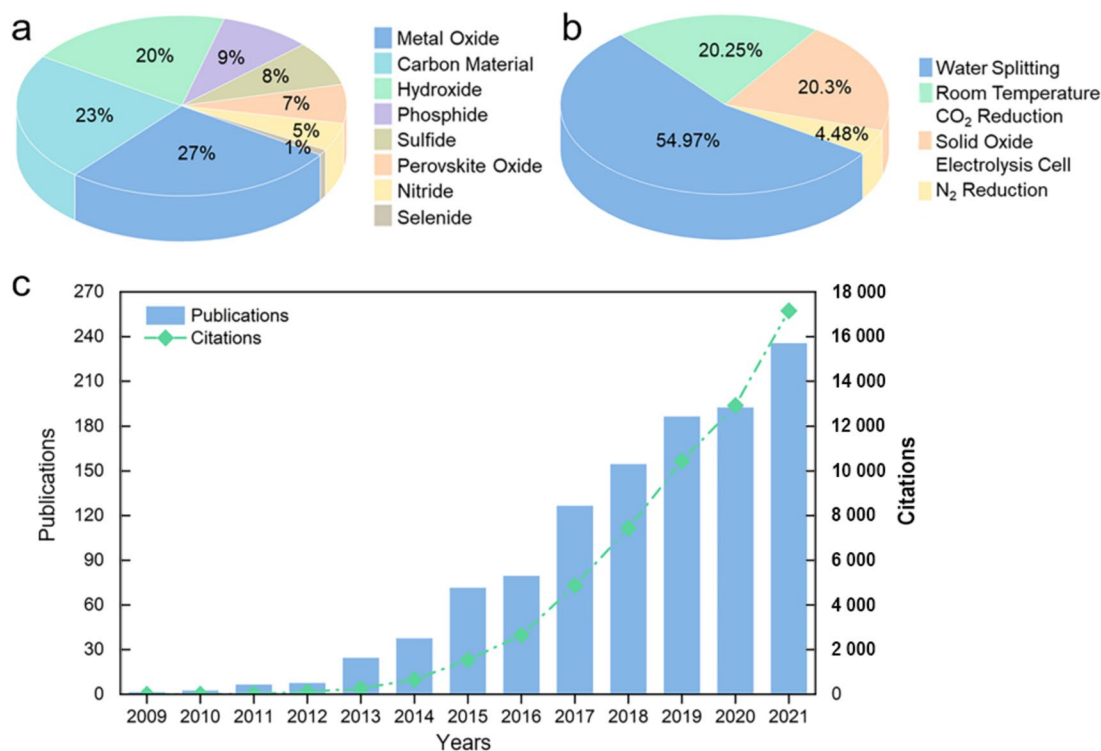 a
20%
9%
8%
7%
5%
1%
23%
27%
Metal Oxide
Carbon Material
Hydroxide
Phosphide
Sulfide
Perovskite Oxide
Nitride
Selenide
b
20.25%
20.3%
4.48%
54.97%
Water Splitting
Room Temperature
CO₂ Reduction
Solid Oxide
Electrolysis Cell
N₂ Reduction
c
Publications
Citations
Publications
270
240
210
180
150
120
90
60
30
0
18 000
16 000
14 000
12 000
10 000
8 000
6 000
4 000
2 000
0
Citations
2009 2010 2011 2012 2013 2014 2015 2016 2017 2018 2019 2020 2021
Years